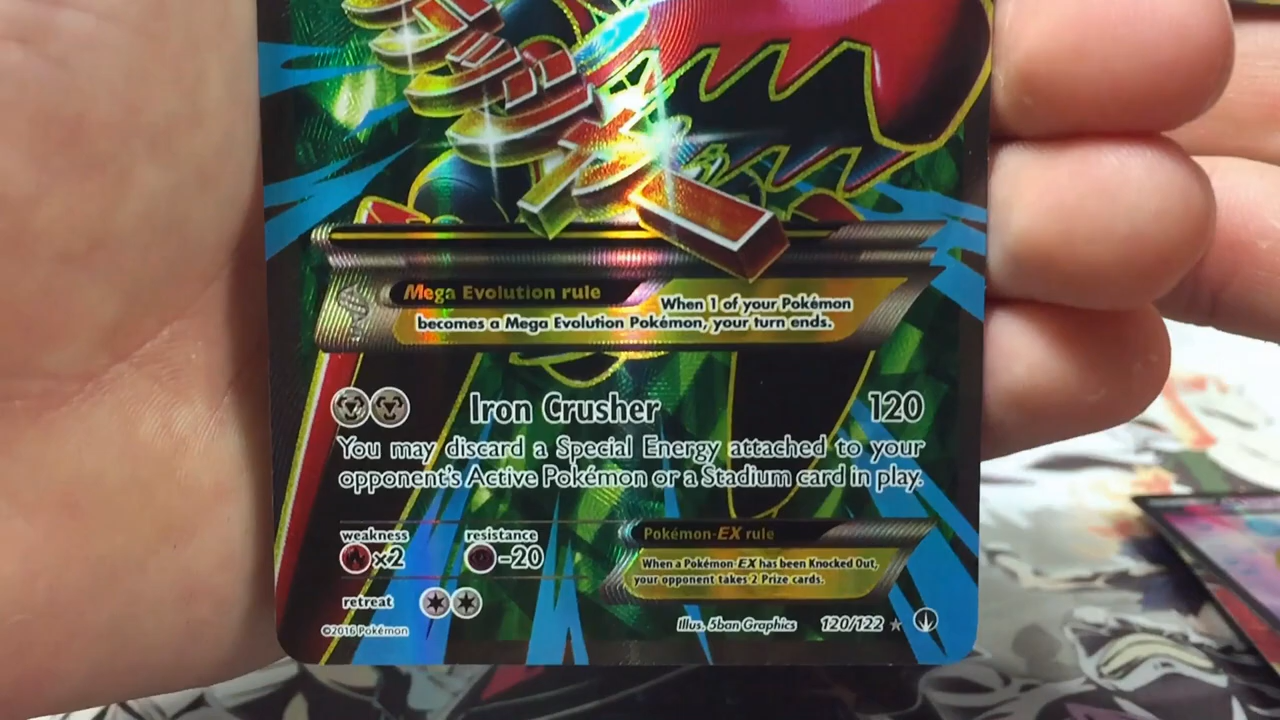 Mega Evolution rule
When 1 of your Pokémon
becomes a Mega Evolution Pokémon, your turn ends.
Iron Crusher 120
You may discard a Special Energy attached to your
opponent's Active Pokémon or a Stadium card in play.
weakness resistance
×2 -20
Pokémon-EX rule
When a Pokémon-EX has been Knocked Out,
your opponent takes 2 Prize cards.
retreat
©2016 Pokémon
Illus. 5ban Graphics 120/122 ★